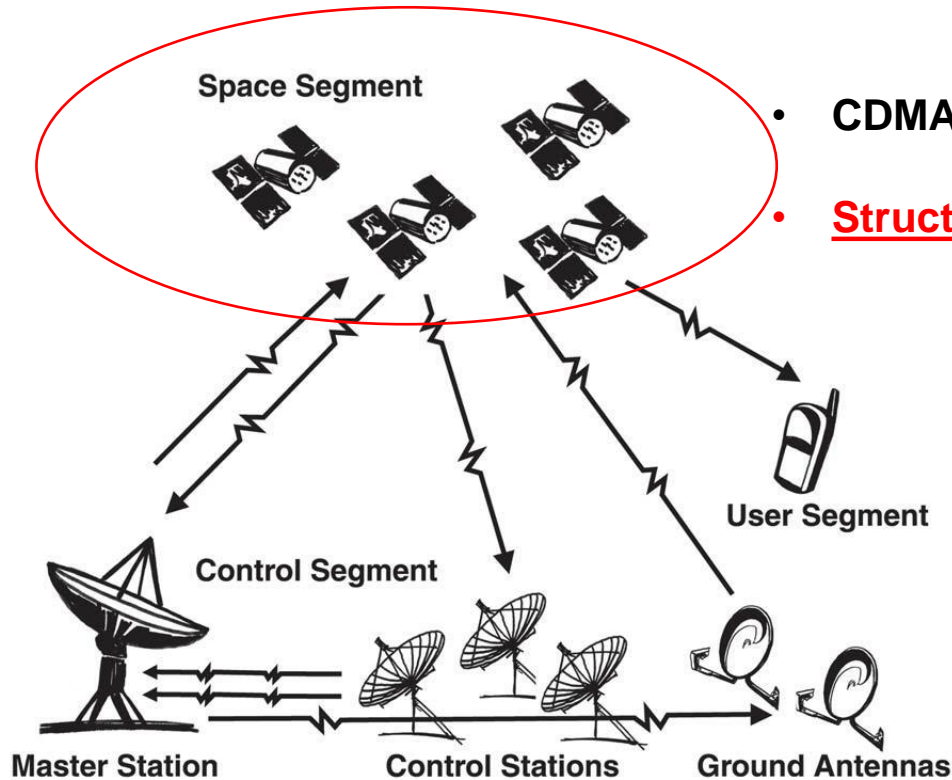 Space Segment
• CDMA
• Struct
User Segment
Control Segment
Master Station
Control Stations
Ground Antennas